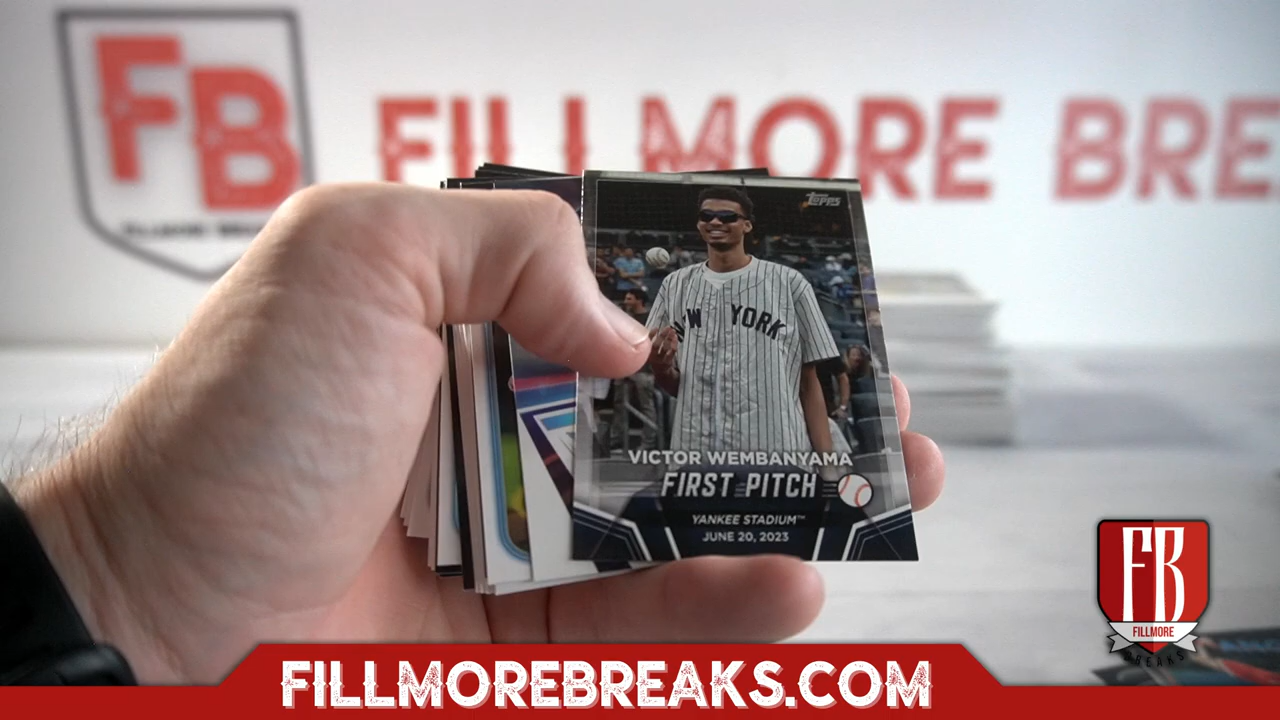 FB
FILLMORE BRE
TOPPS
NEW YORK
VICTOR WEMBANYAMA
FIRST PITCH
YANKEE STADIUM™
JUNE 20, 2023
FB
FILLMORE
BREAKS
FILLMOREBREAKS.COM